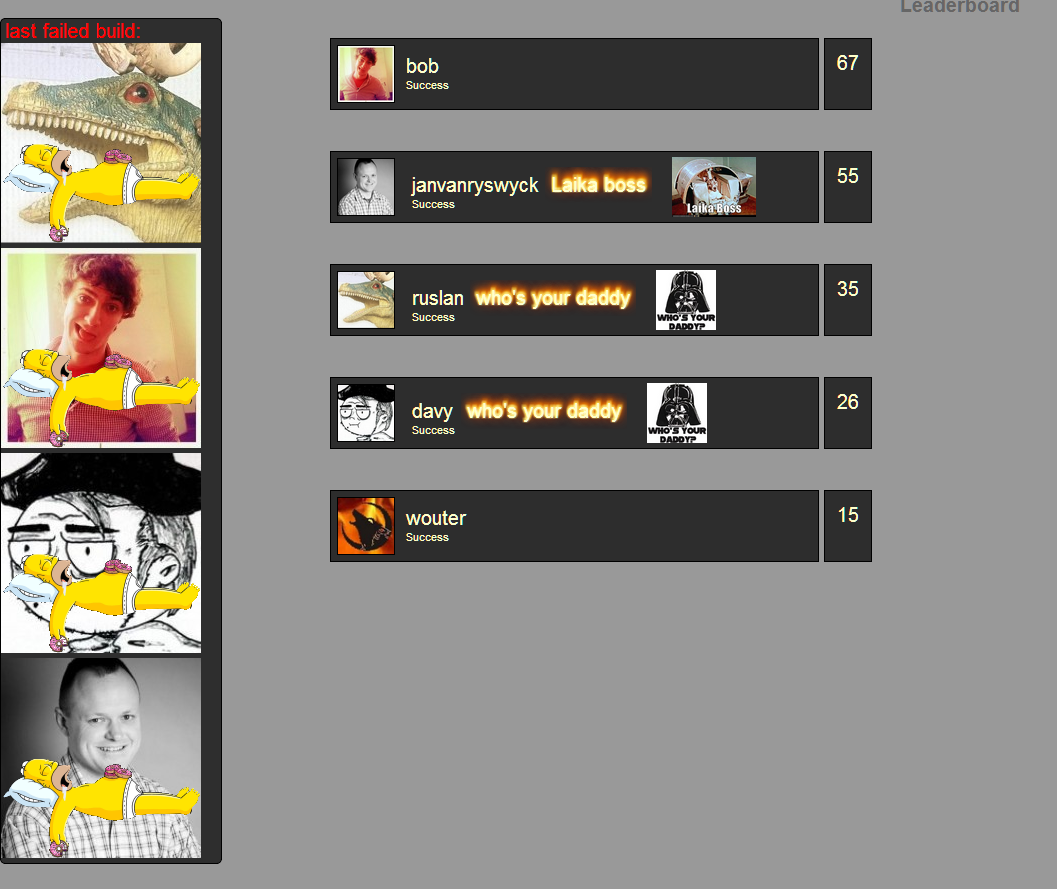 Leaderboard
last failed build:
bob
Success
67
janvanryswyck Laika boss
Success
Laika Boss
55
ruslan who's your daddy
Success
WHO'S YOUR
DADDY?
35
davy who's your daddy
Success
WHO'S YOUR
DADDY?
26
wouter
Success
15